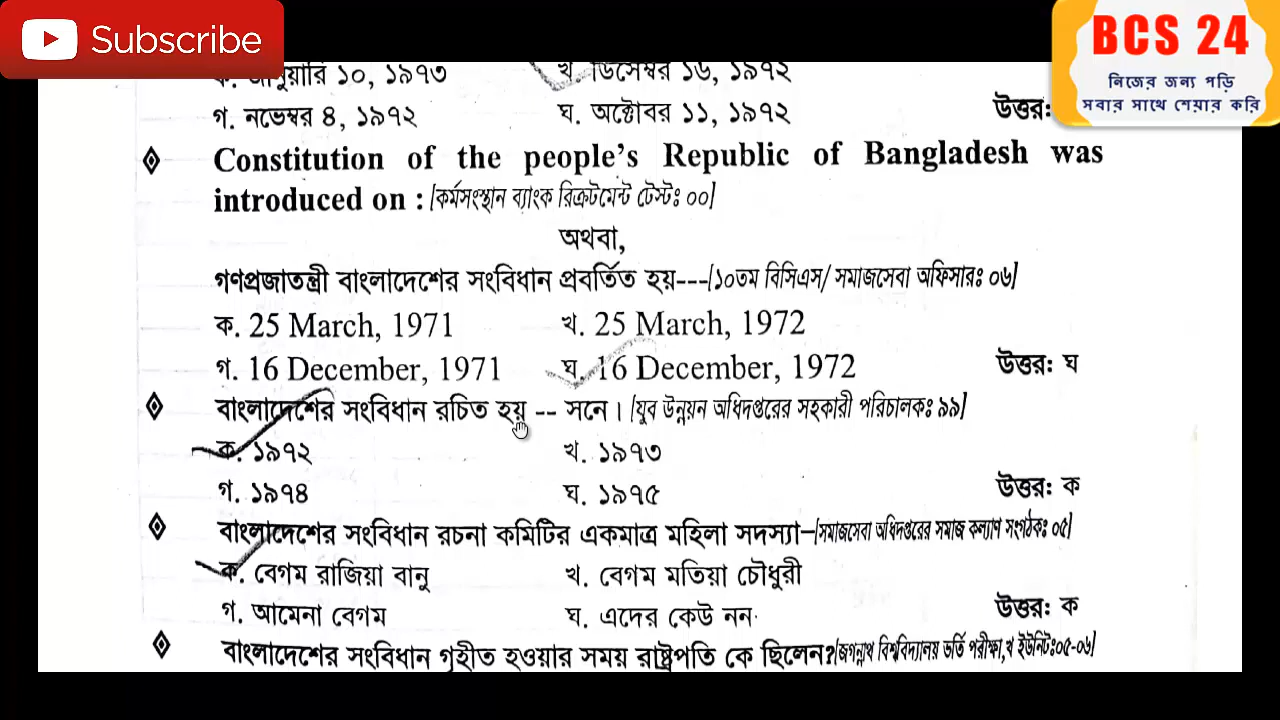 Subscribe
BCS 24
নিজের জন্য পড়ি
সবার সাথে শেয়ার করি
ক. জানুয়ারি ১০, ১৯৭৩ খ. ডিসেম্বর ১৬, ১৯৭২
গ. নভেম্বর ৪, ১৯৭২ ঘ. অক্টোবর ১১, ১৯৭২ উত্তর:
Constitution of the people's Republic of Bangladesh was
introduced on : [কর্মসংস্থান ব্যাংক রিক্রুটমেন্ট টেস্টঃ ০০]
অথবা,
গণপ্রজাতন্ত্রী বাংলাদেশের সংবিধান প্রবর্তিত হয়---[১০তম বিসিএস/ সমাজসেবা অফিসারঃ ০৬]
ক. 25 March, 1971 খ. 25 March, 1972
গ. 16 December, 1971 ঘ. 16 December, 1972 উত্তর: ঘ
বাংলাদেশের সংবিধান রচিত হয় -- সনে। [যুব উন্নয়ন অধিদপ্তরের সহকারী পরিচালকঃ ৯৯]
ক. ১৯৭২ খ. ১৯৭৩
গ. ১৯৭৪ ঘ. ১৯৭৫ উত্তর: ক
বাংলাদেশের সংবিধান রচনা কমিটির একমাত্র মহিলা সদস্যা–[সমাজসেবা অধিদপ্তরের সমাজ কল্যাণ সংগঠকঃ ০৫]
ক. বেগম রাজিয়া বানু খ. বেগম মতিয়া চৌধুরী
গ. আমেনা বেগম ঘ. এদের কেউ নন উত্তর: ক
বাংলাদেশের সংবিধান গৃহীত হওয়ার সময় রাষ্ট্রপতি কে ছিলেন?[জগন্নাথ বিশ্ববিদ্যালয় ভর্তি পরীক্ষা,খ ইউনিট:০৫-০৬]